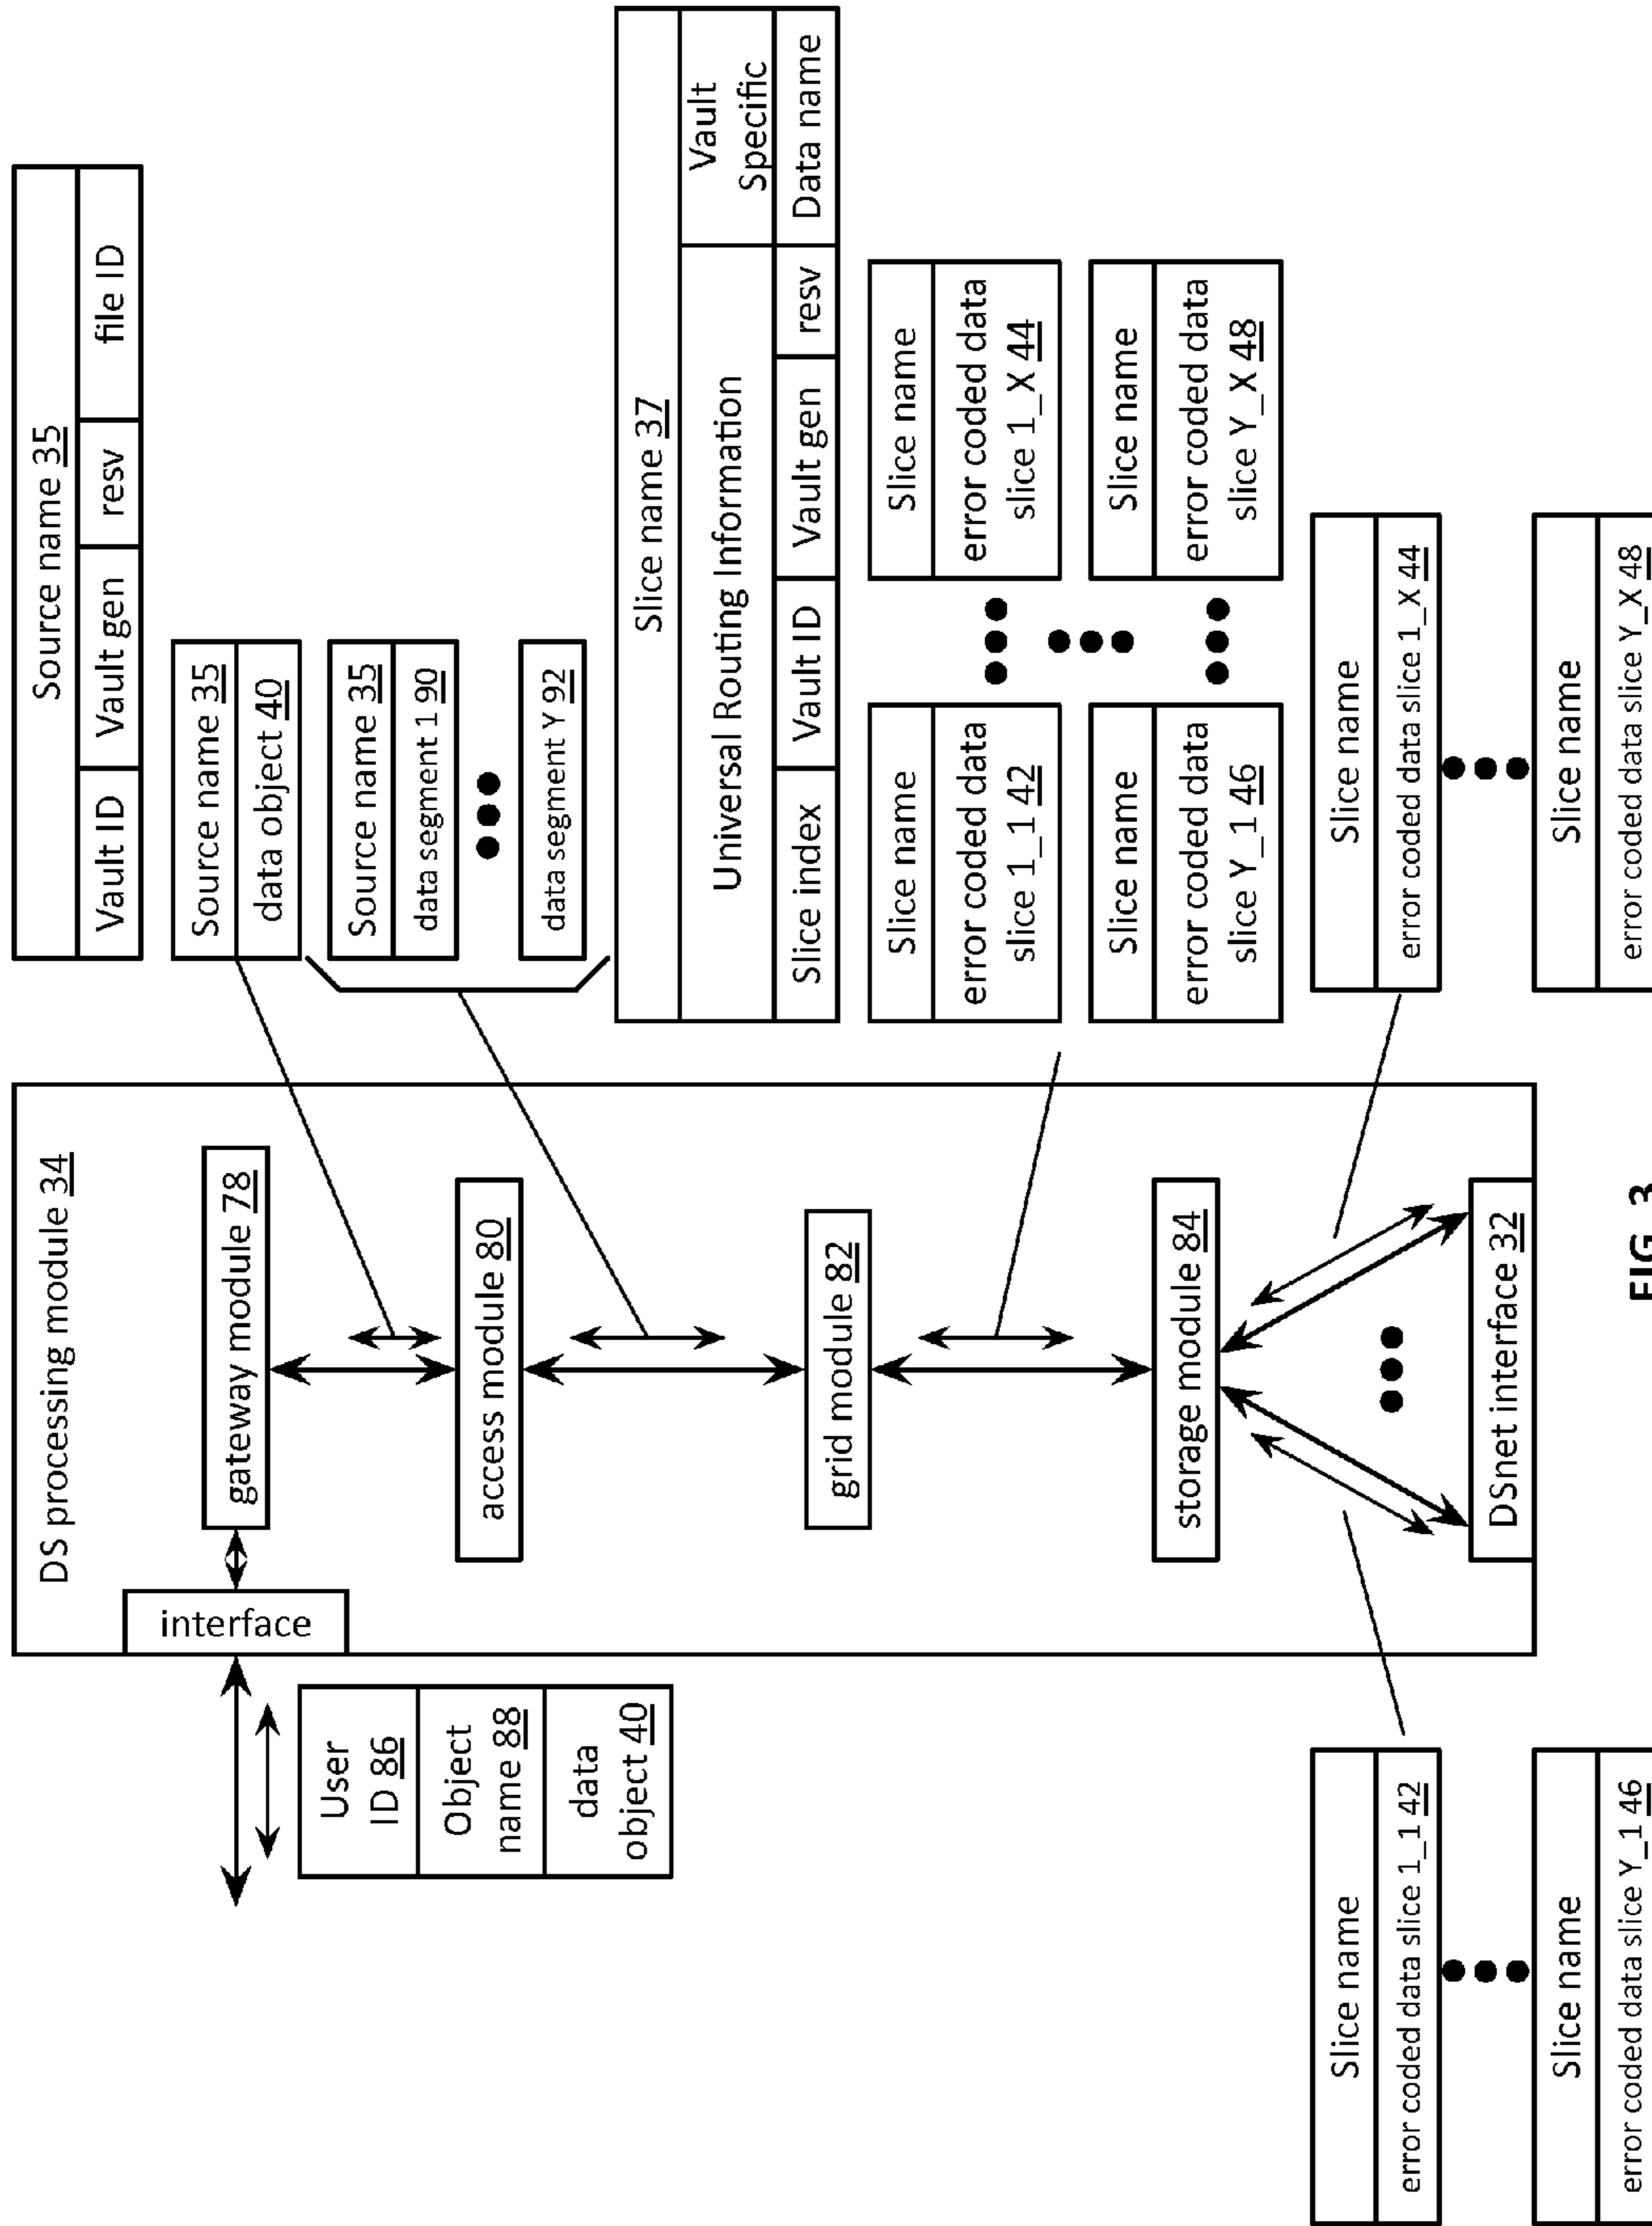 DS processing module 34
interface
gateway module 78
access module 80
grid module 82
storage module 84
DSnet interface 32
User
ID 86
Object
name 88
data
object 40
Source name 35
Vault ID
Vault gen
resv
file ID
Source name 35
data object 40
Source name 35
data segment 1 90
data segment Y 92
Slice name 37
Universal Routing Information
Vault
Specific
Slice index
Vault ID
Vault gen
resv
Data name
Slice name
error coded data
slice 1_1 42
Slice name
error coded data
slice 1_X 44
Slice name
error coded data
slice Y_1 46
Slice name
error coded data
slice Y_X 48
Slice name
error coded data slice 1_1 42
Slice name
error coded data slice Y_1 46
Slice name
error coded data slice 1_X 44
Slice name
error coded data slice Y_X 48
FIG. 3